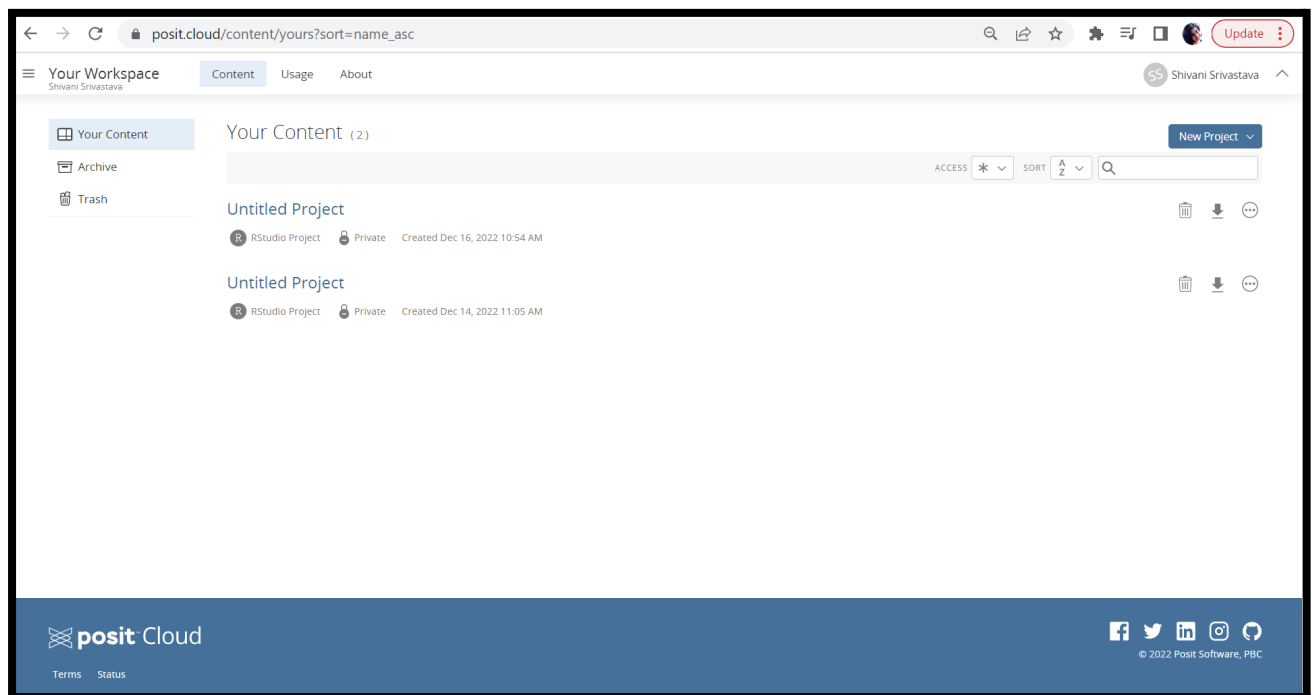 posit.cloud/content/yours?sort=name_asc Update
Your Workspace Content Usage About SS Shivani Srivastava
Shivani Srivastava
Your Content Your Content (2) New Project
Archive ACCESS SORT A Z
Trash
Untitled Project
R RStudio Project Private Created Dec 16, 2022 10:54 AM
Untitled Project
R RStudio Project Private Created Dec 14, 2022 11:05 AM
posit Cloud
© 2022 Posit Software, PBC
Terms Status